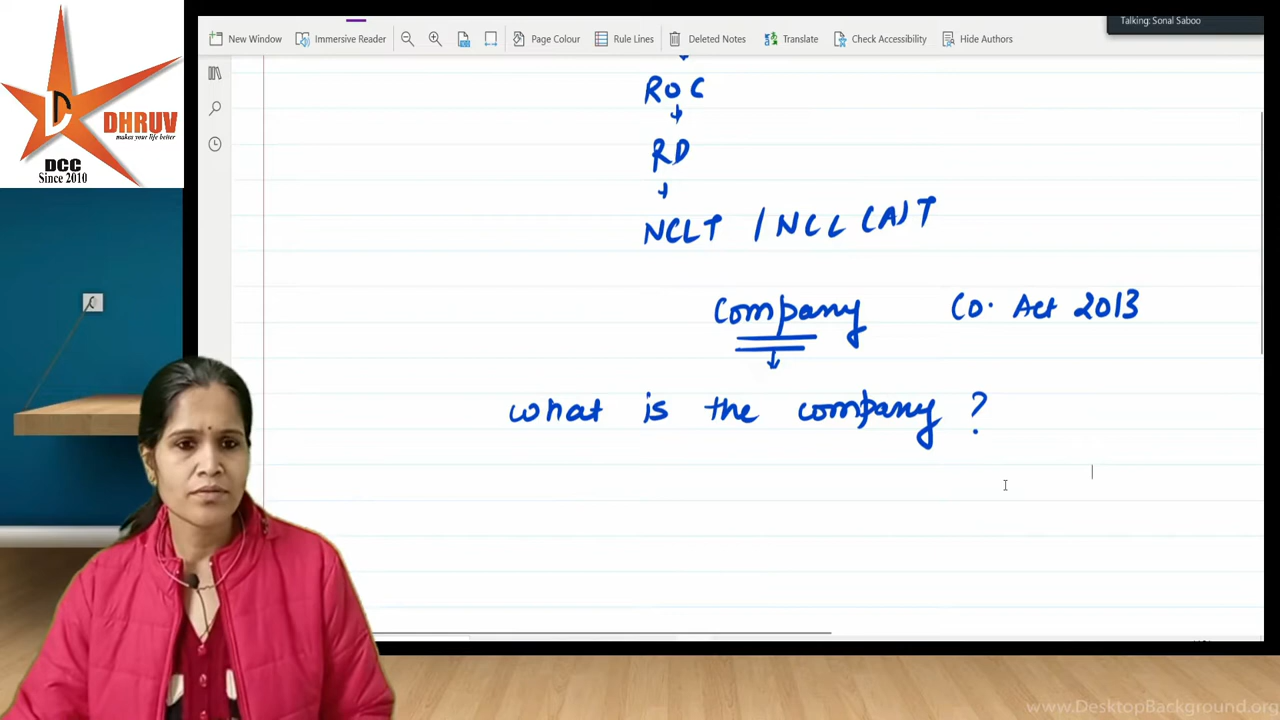 Talking: Sonal Saboo
New Window Immersive Reader Page Colour Rule Lines Deleted Notes Translate Check Accessibility Hide Authors
D
DHRUV
makes your life better
DCC
Since 2010
ROC
RD
NCLT / NCL (A) T
Company Co. Act 2013
what is the company ?
www.DesktopBackground.org